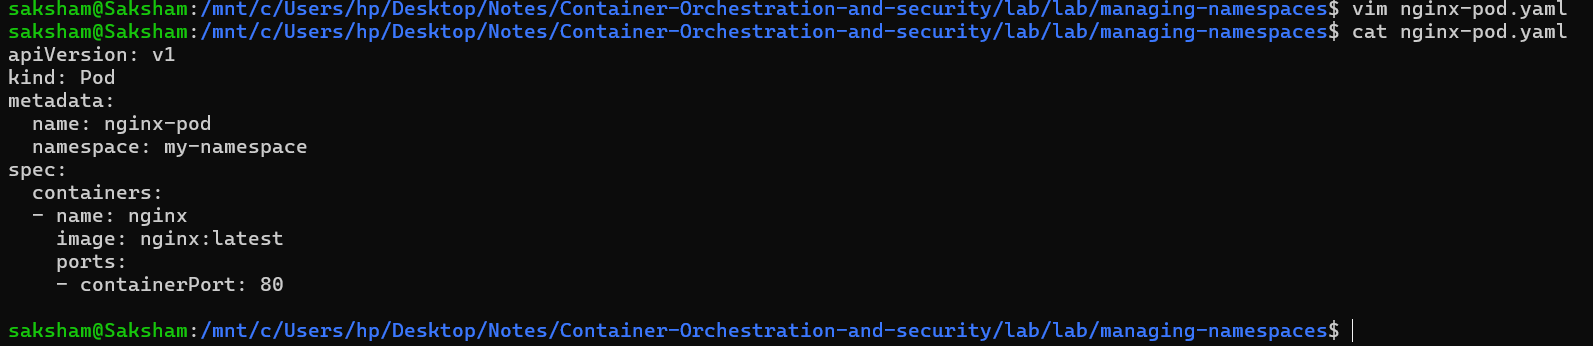 saksham@Saksham:/mnt/c/Users/hp/Desktop/Notes/Container-Orchestration-and-security/lab/lab/managing-namespaces$ vim nginx-pod.yaml
saksham@Saksham:/mnt/c/Users/hp/Desktop/Notes/Container-Orchestration-and-security/lab/lab/managing-namespaces$ cat nginx-pod.yaml
apiVersion: v1
kind: Pod
metadata:
  name: nginx-pod
  namespace: my-namespace
spec:
  containers:
  - name: nginx
    image: nginx:latest
    ports:
    - containerPort: 80
saksham@Saksham:/mnt/c/Users/hp/Desktop/Notes/Container-Orchestration-and-security/lab/lab/managing-namespaces$